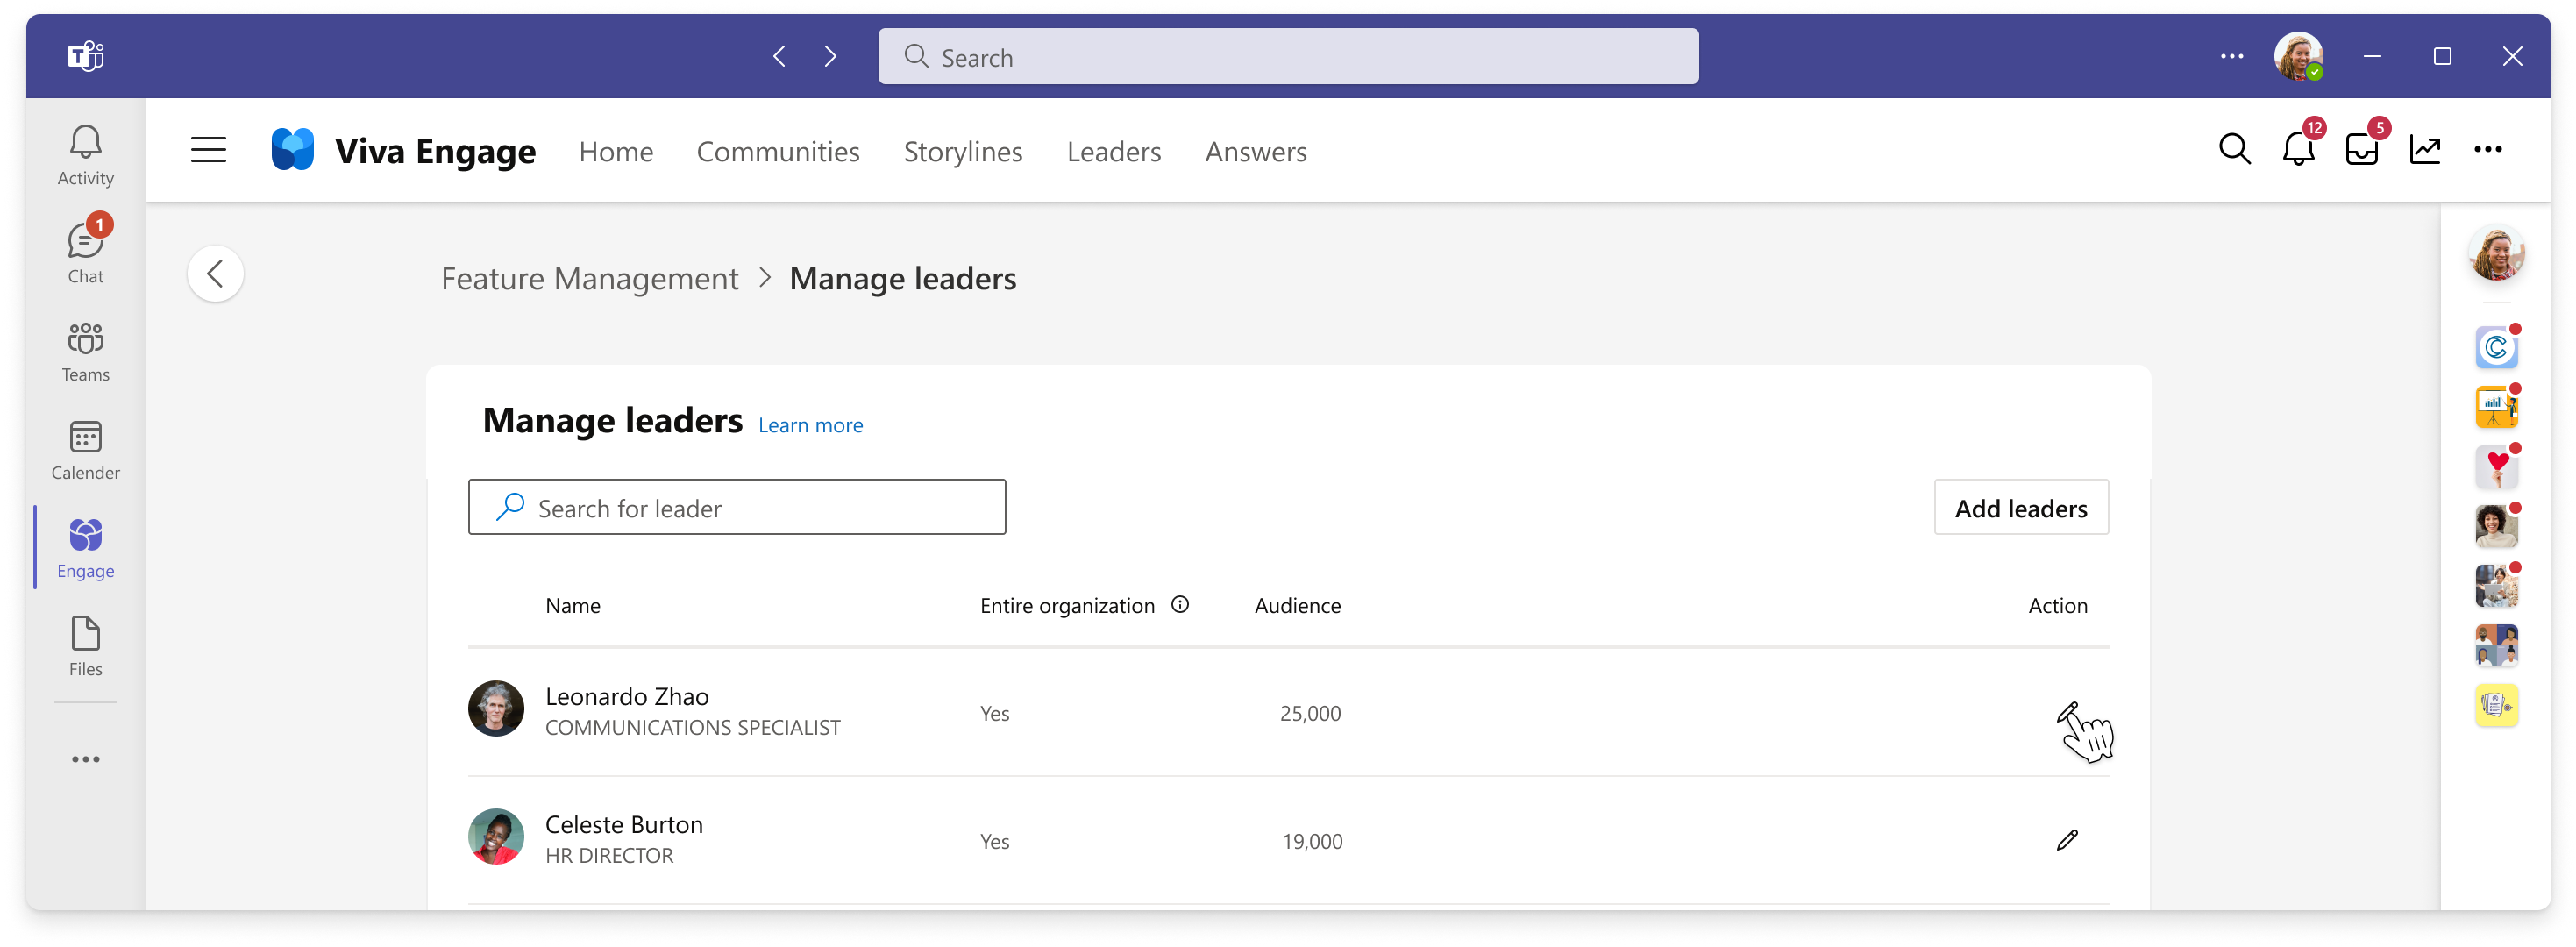 Search
Activity
1
Chat
Teams
Calender
Engage
Files
Viva Engage Home Communities Storylines Leaders Answers
12
5
Feature Management > Manage leaders
Manage leaders Learn more
Search for leader
Add leaders
Name Entire organization Audience Action
Leonardo Zhao
COMMUNICATIONS SPECIALIST
Yes 25,000
Celeste Burton
HR DIRECTOR
Yes 19,000